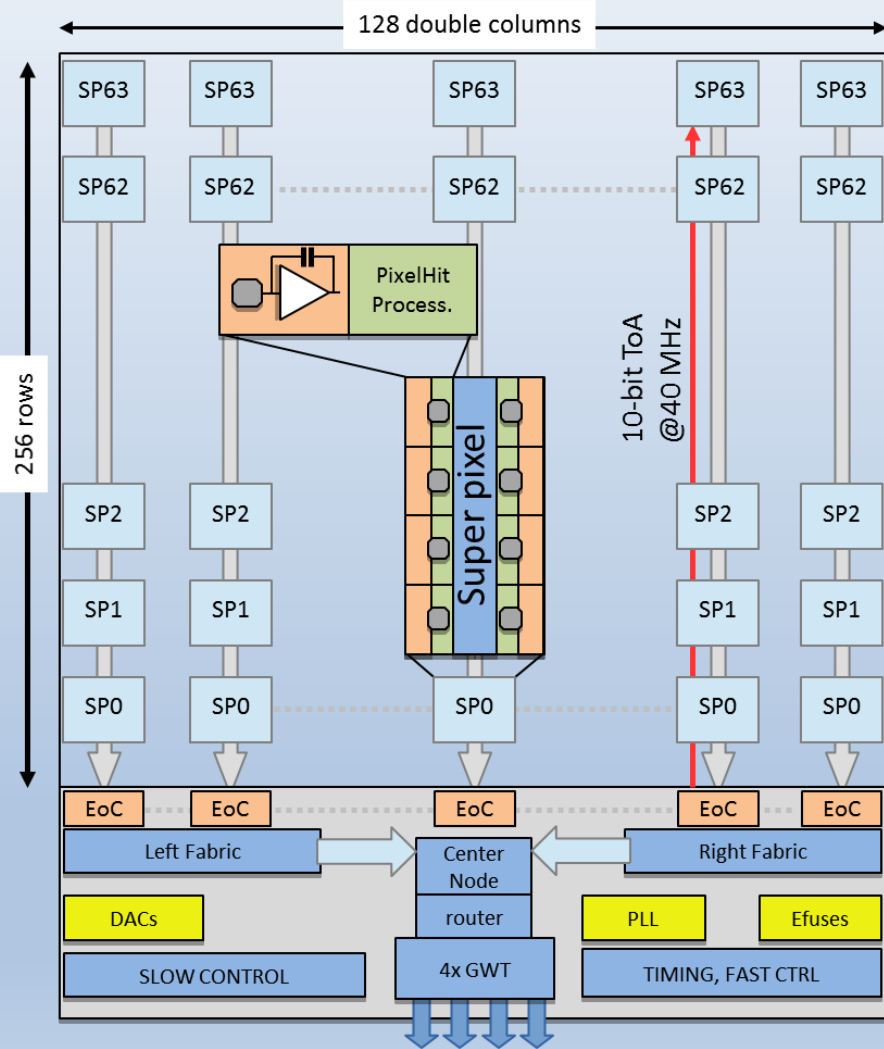 128 double columns
SP63
SP63
SP63
SP63
SP63
SP62
SP62
SP62
SP62
SP62
PixelHit
Process.
256 rows
10-bit ToA
@40 MHz
Super pixel
SP2
SP2
SP2
SP2
SP1
SP1
SP1
SP1
SP0
SP0
SP0
SP0
SP0
EoC
EoC
EoC
EoC
EoC
Left Fabric
Center
Node
Right Fabric
DACs
router
PLL
Efuses
SLOW CONTROL
4x GWT
TIMING, FAST CTRL